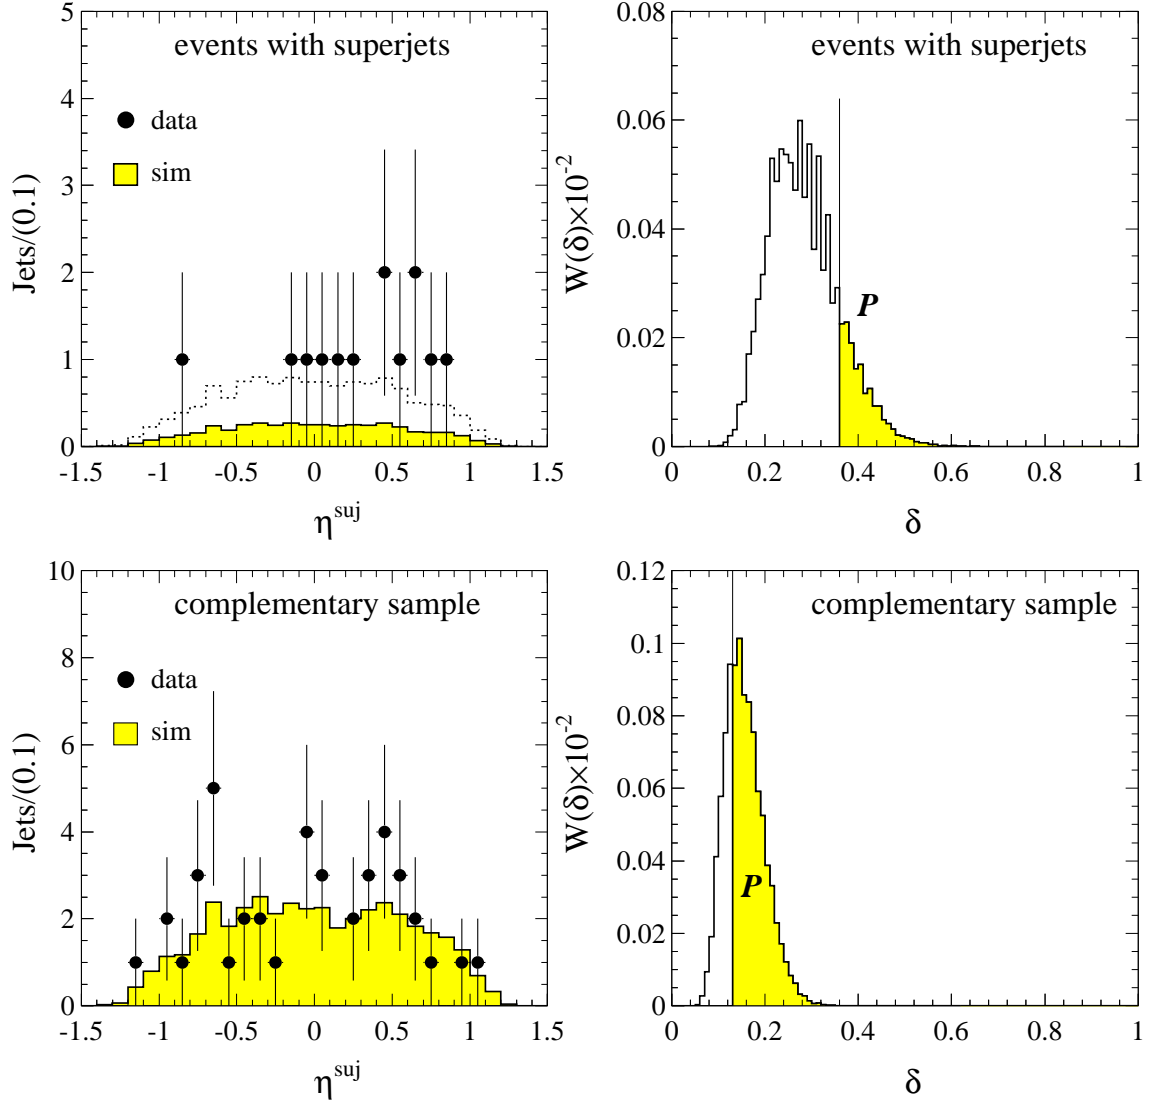 events with superjets
data
sim
Jets/(0.1)
5
4
3
2
1
0
-1.5 -1 -0.5 0 0.5 1 1.5
η^suj
events with superjets
W(δ)×10^-2
0.08
0.06
0.04
0.02
0
P
0 0.2 0.4 0.6 0.8 1
δ
complementary sample
data
sim
Jets/(0.1)
10
8
6
4
2
0
-1.5 -1 -0.5 0 0.5 1 1.5
η^suj
complementary sample
W(δ)×10^-2
0.12
0.1
0.08
0.06
0.04
0.02
0
P
0 0.2 0.4 0.6 0.8 1
δ